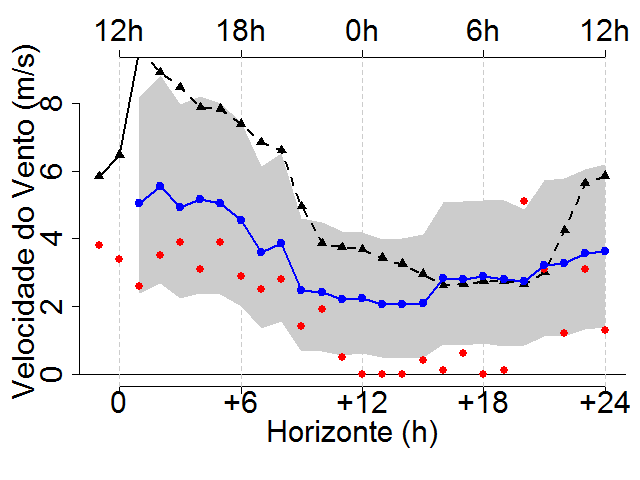 12h 18h 0h 6h 12h
Velocidade do Vento (m/s)
8
6
4
2
0
0 +6 +12 +18 +24
Horizonte (h)